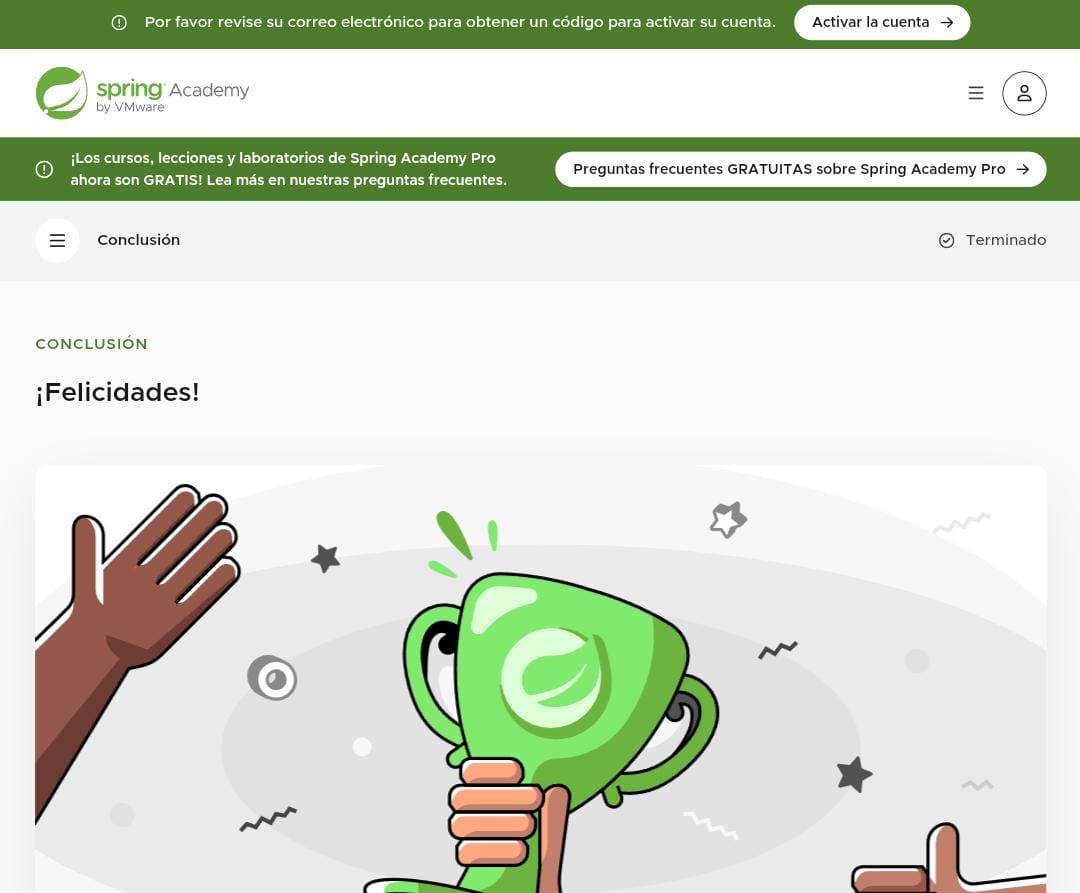 Por favor revise su correo electrónico para obtener un código para activar su cuenta.
Activar la cuenta
spring Academy
by VMware
¡Los cursos, lecciones y laboratorios de Spring Academy Pro
ahora son GRATIS! Lea más en nuestras preguntas frecuentes.
Preguntas frecuentes GRATUITAS sobre Spring Academy Pro
Conclusión
Terminado
CONCLUSIÓN
¡Felicidades!